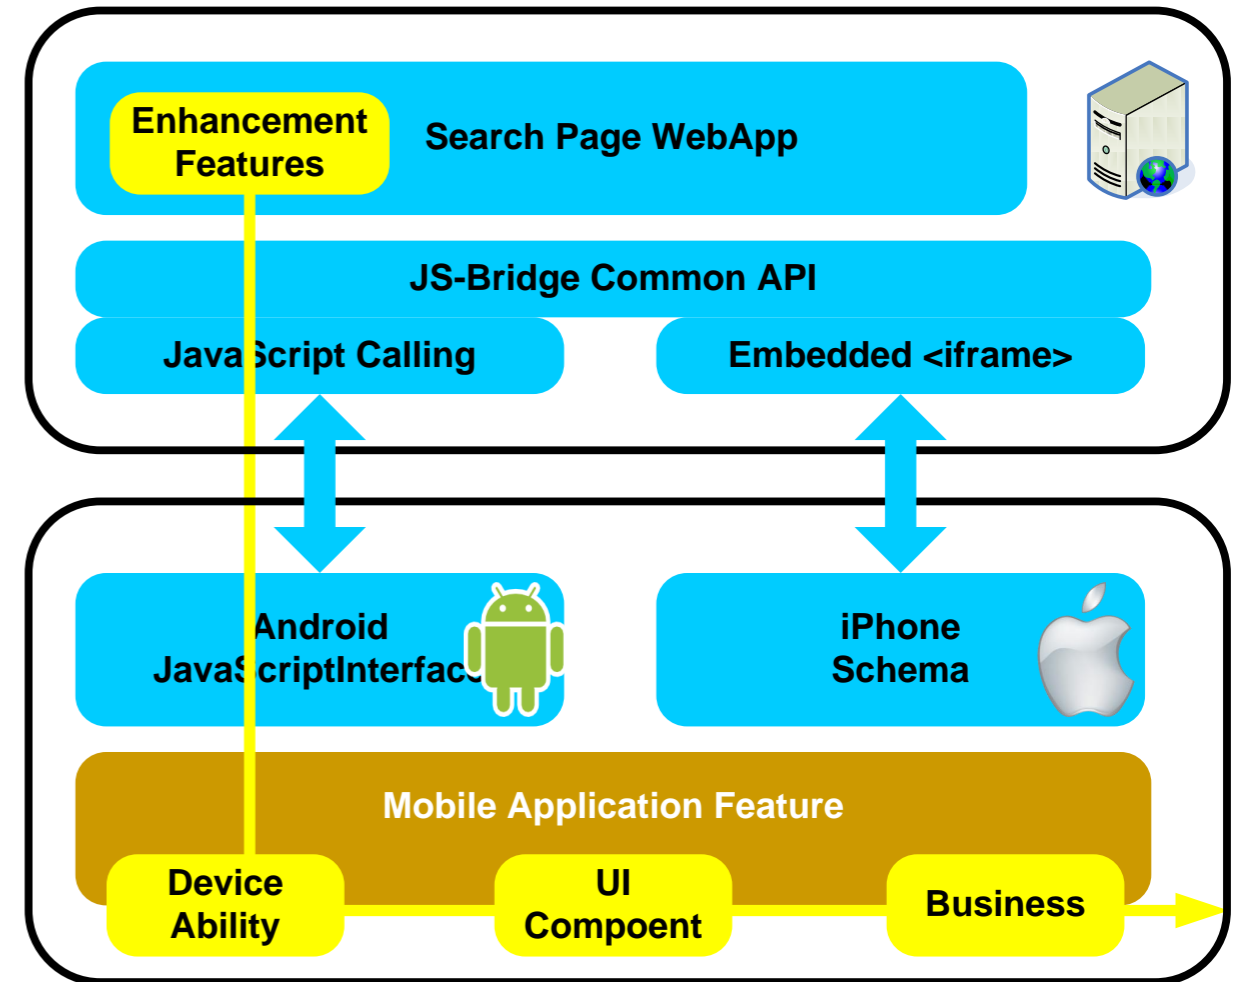 Enhancement
Features
Search Page WebApp
JS-Bridge Common API
JavaScript Calling
Embedded <iframe>
Android
JavaScriptInterface
iPhone
Schema
Mobile Application Feature
Device
Ability
UI
Compoent
Business